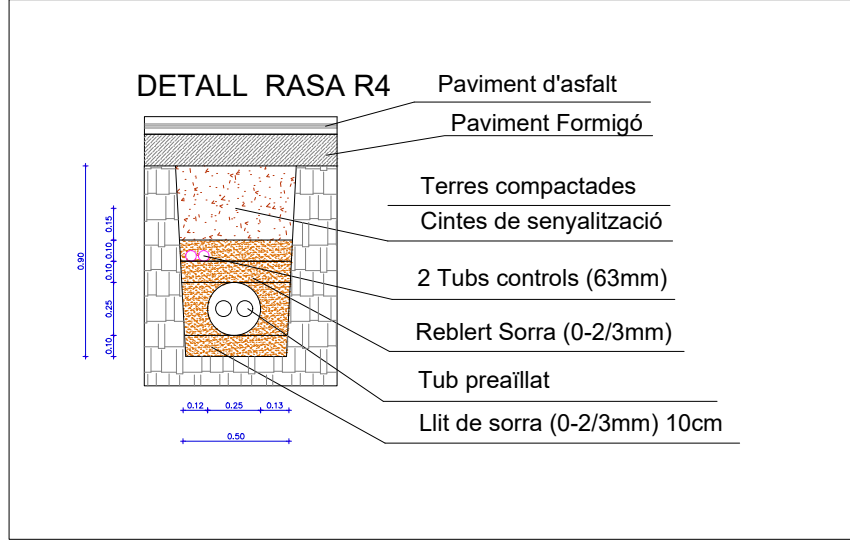 DETALL RASA R4
Paviment d'asfalt
Paviment Formigó
Terres compactades
Cintes de senyalització
2 Tubs controls (63mm)
Reblert Sorra (0-2/3mm)
Tub preaïllat
Llit de sorra (0-2/3mm) 10cm
0.90
0.15
0.10
0.10
0.25
0.10
0.12 0.25 0.13
0.50